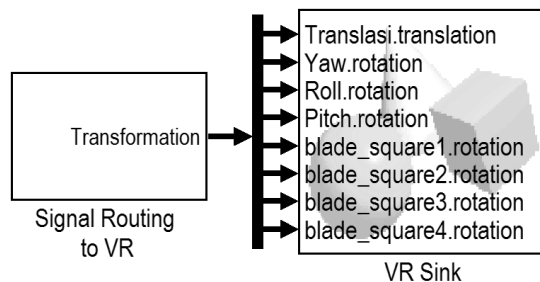 Transformation
Signal Routing
to VR
Translasi.translation
Yaw.rotation
Roll.rotation
Pitch.rotation
blade_square1.rotation
blade_square2.rotation
blade_square3.rotation
blade_square4.rotation
VR Sink